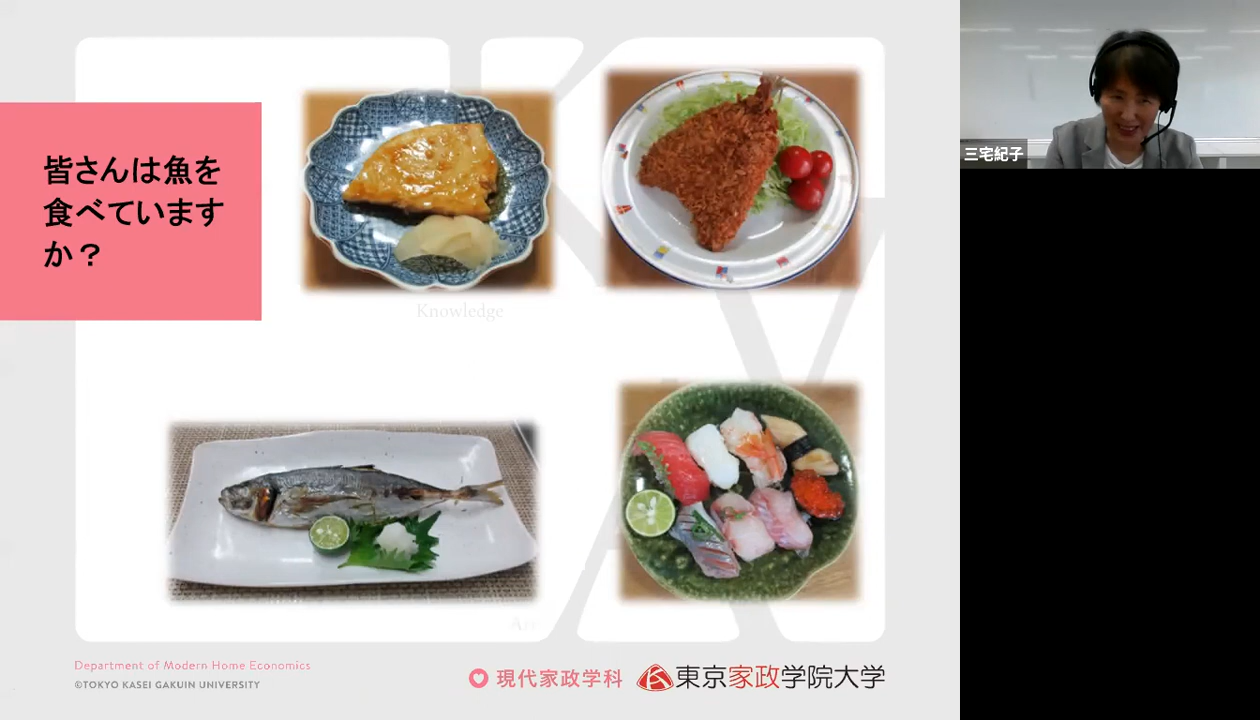 皆さんは魚を
食べています
か？
三宅紀子
Knowledge
Department of Modern Home Economics
©TOKYO KASEI GAKUIN UNIVERSITY
現代家政学科
東京家政学院大学